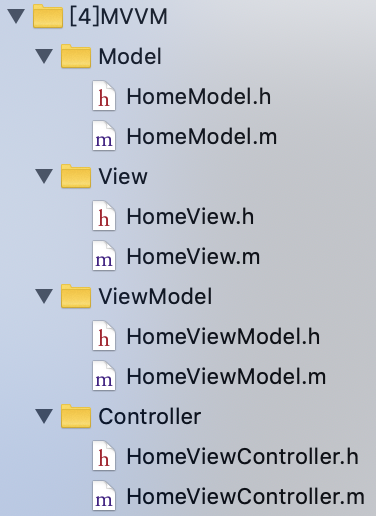 [4]MVVM
Model
h HomeModel.h
m HomeModel.m
View
h HomeView.h
m HomeView.m
ViewModel
h HomeViewModel.h
m HomeViewModel.m
Controller
h HomeViewController.h
m HomeViewController.m